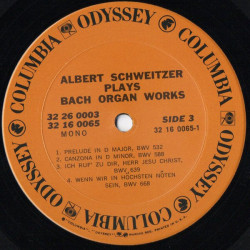 COLUMBIA ODYSSEY
COLUMBIA ODYSSEY
COLUMBIA ODYSSEY
ALBERT SCHWEITZER
PLAYS
BACH ORGAN WORKS
32 26 0003
32 16 0065
MONO
SIDE 3
32 16 0065-1
1. PRELUDE IN D MAJOR, BWV 532
2. CANZONA IN D MINOR, BWV 588
3. ICH RUF' ZU DIR, HERR JESU CHRIST,
BWV 639
4. WENN WIR IN HÖCHSTEN NÖTEN
SEIN, BWV 668